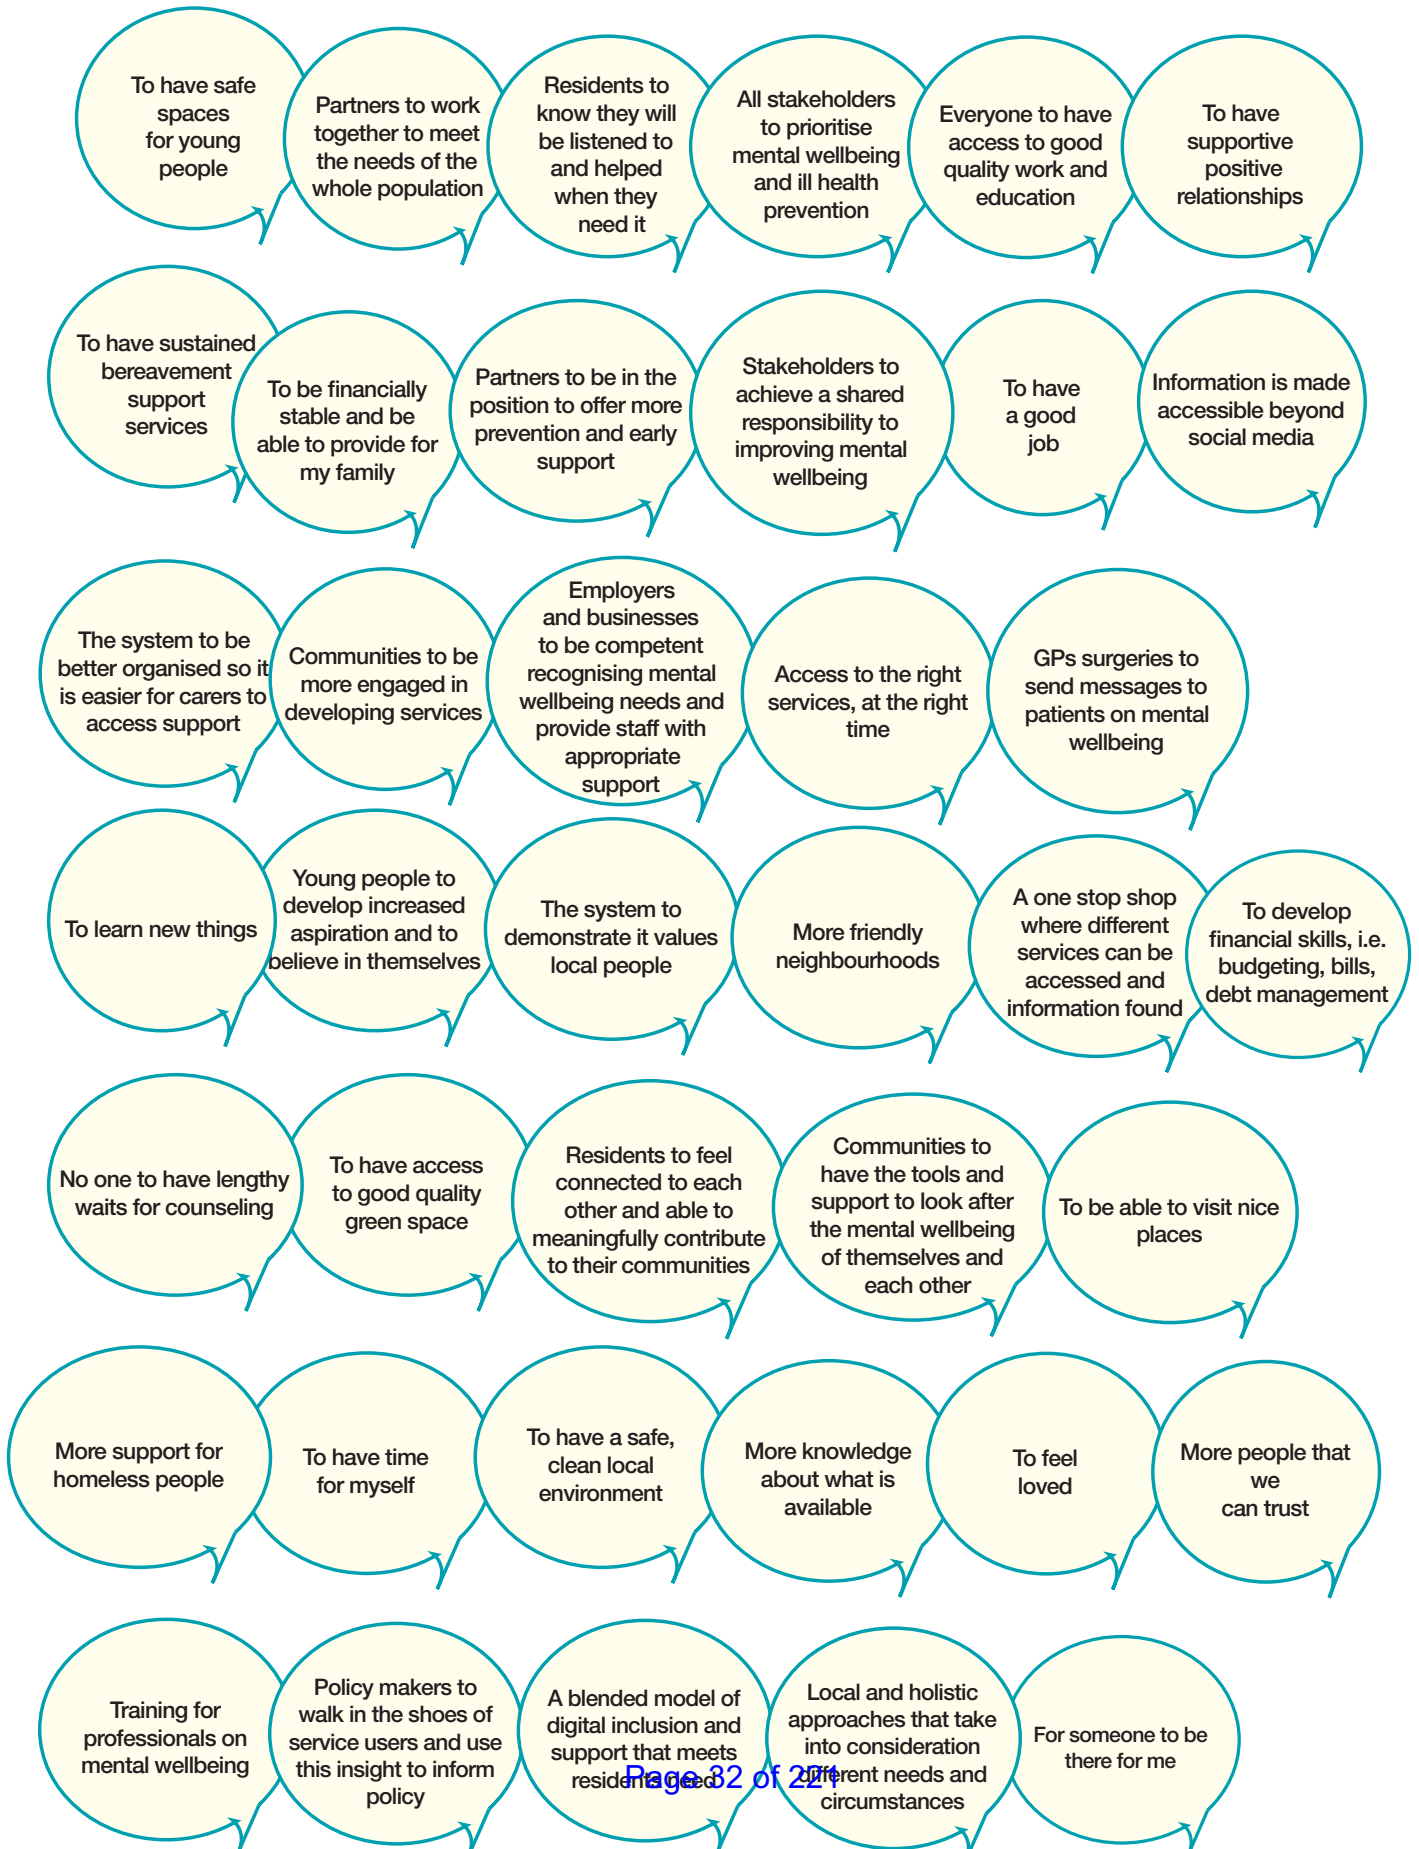 To have safe
spaces
for young
people
Partners to work
together to meet
the needs of the
whole population
Residents to
know they will
be listened to
and helped
when they
need it
All stakeholders
to prioritise
mental wellbeing
and ill health
prevention
Everyone to have
access to good
quality work and
education
To have
supportive
positive
relationships
To have sustained
bereavement
support
services
To be financially
stable and be
able to provide for
my family
Partners to be in the
position to offer more
prevention and early
support
Stakeholders to
achieve a shared
responsibility to
improving mental
wellbeing
To have
a good
job
Information is made
accessible beyond
social media
The system to be
better organised so it
is easier for carers to
access support
Communities to be
more engaged in
developing services
Employers
and businesses
to be competent
recognising mental
wellbeing needs and
provide staff with
appropriate
support
Access to the right
services, at the right
time
GPs surgeries to
send messages to
patients on mental
wellbeing
To learn new things
Young people to
develop increased
aspiration and to
believe in themselves
The system to
demonstrate it values
local people
More friendly
neighbourhoods
A one stop shop
where different
services can be
accessed and
information found
To develop
financial skills, i.e.
budgeting, bills,
debt management
No one to have lengthy
waits for counseling
To have access
to good quality
green space
Residents to feel
connected to each
other and able to
meaningfully contribute
to their communities
Communities to
have the tools and
support to look after
the mental wellbeing
of themselves and
each other
To be able to visit nice
places
More support for
homeless people
To have time
for myself
To have a safe,
clean local
environment
More knowledge
about what is
available
To feel
loved
More people that
we
can trust
Training for
professionals on
mental wellbeing
Policy makers to
walk in the shoes of
service users and use
this insight to inform
policy
A blended model of
digital inclusion and
support that meets
residents need
Local and holistic
approaches that take
into consideration
different needs and
circumstances
For someone to be
there for me
Page 32 of 221